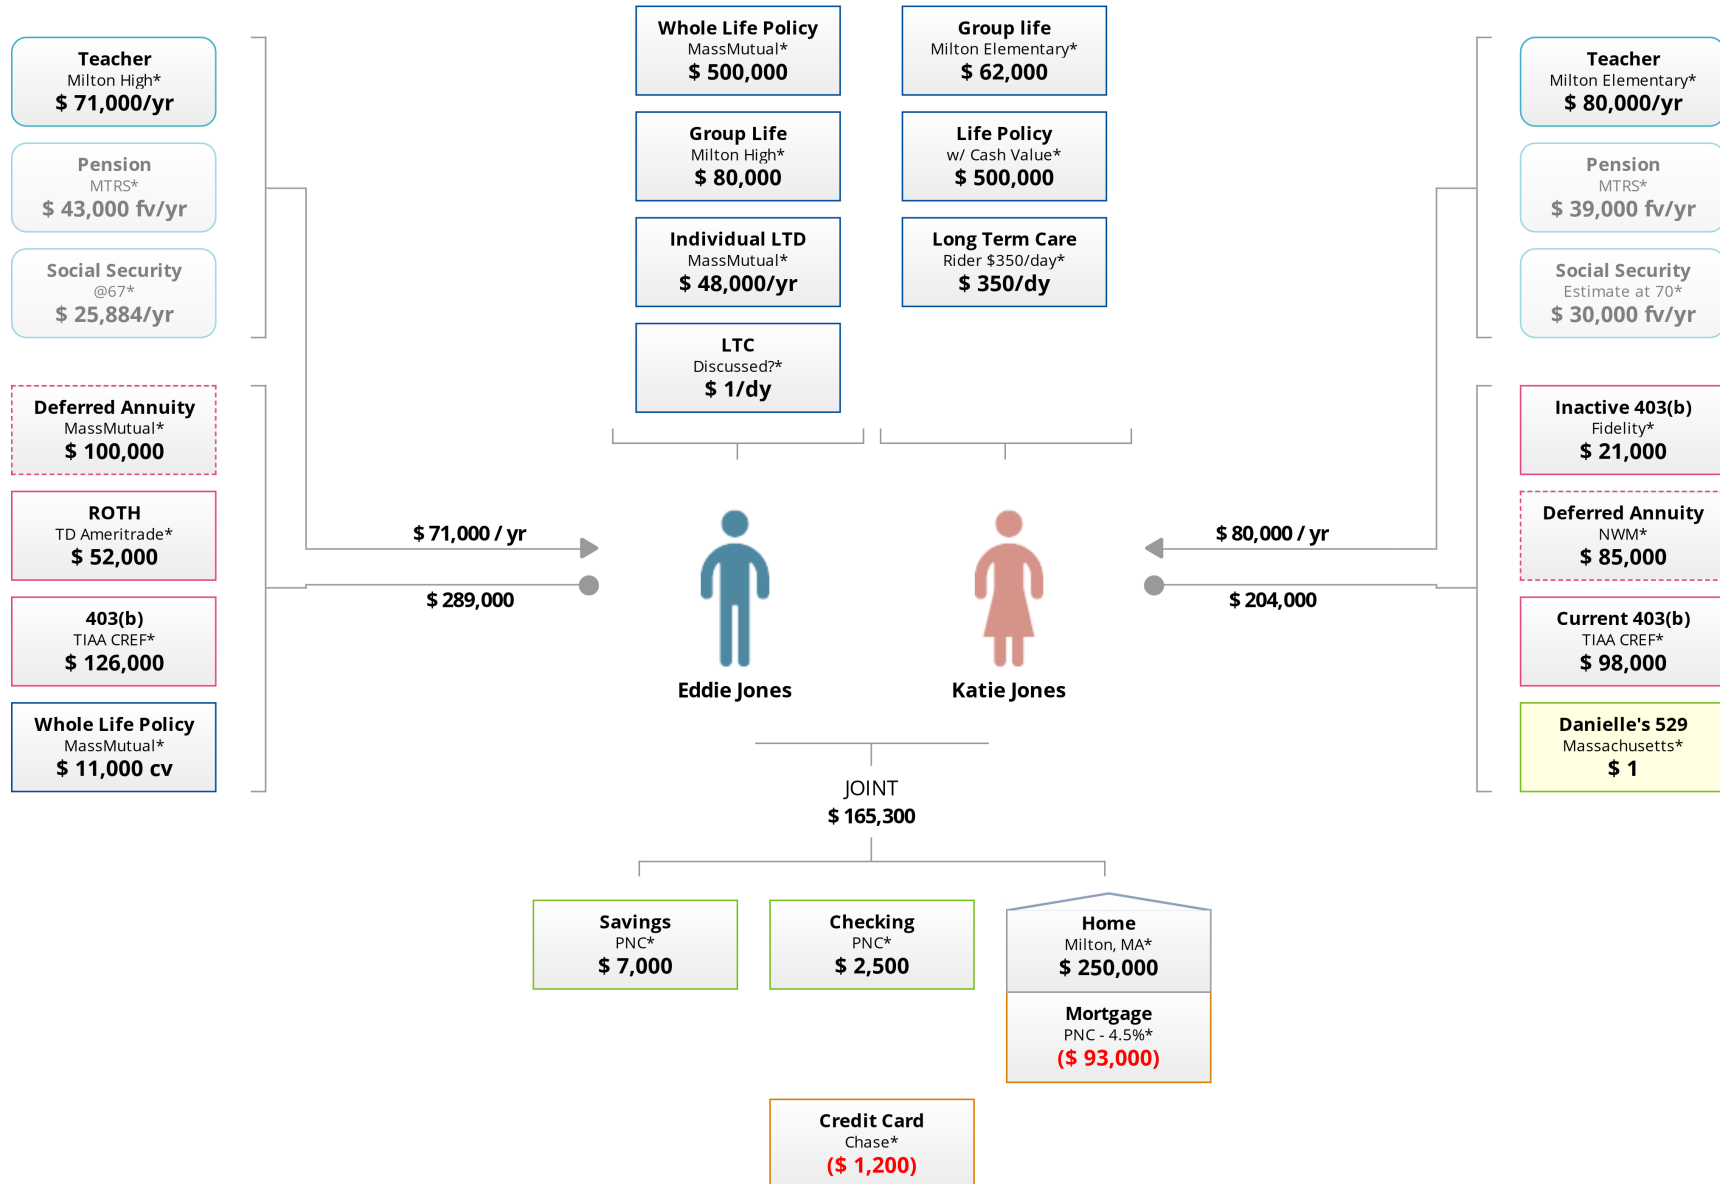 Whole Life Policy
MassMutual*
$ 500,000
Group life
Milton Elementary*
$ 62,000
Teacher
Milton High*
$ 71,000/yr
Pension
MTRS*
$ 43,000 fv/yr
Social Security
@67*
$ 25,884/yr
Group Life
Milton High*
$ 80,000
Life Policy
w/ Cash Value*
$ 500,000
Individual LTD
MassMutual*
$ 48,000/yr
Long Term Care
Rider $350/day*
$ 350/dy
LTC
Discussed?*
$ 1/dy
Teacher
Milton Elementary*
$ 80,000/yr
Pension
MTRS*
$ 39,000 fv/yr
Social Security
Estimate at 70*
$ 30,000 fv/yr
Deferred Annuity
MassMutual*
$ 100,000
ROTH
TD Ameritrade*
$ 52,000
403(b)
TIAA CREF*
$ 126,000
Whole Life Policy
MassMutual*
$ 11,000 cv
$ 71,000 / yr
$ 289,000
Eddie Jones
Katie Jones
$ 80,000 / yr
$ 204,000
Inactive 403(b)
Fidelity*
$ 21,000
Deferred Annuity
NWM*
$ 85,000
Current 403(b)
TIAA CREF*
$ 98,000
Danielle's 529
Massachusetts*
$ 1
JOINT
$ 165,300
Savings
PNC*
$ 7,000
Checking
PNC*
$ 2,500
Home
Milton, MA*
$ 250,000
Mortgage
PNC - 4.5%*
($ 93,000)
Credit Card
Chase*
($ 1,200)